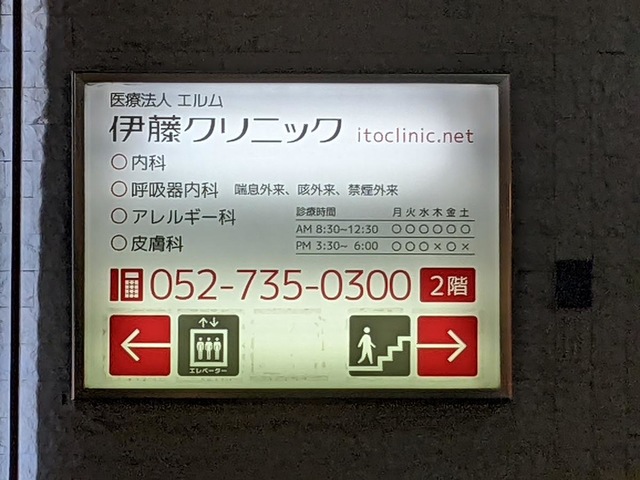 医療法人 エルム
伊藤クリニック itoclinic.net
○内科
○呼吸器内科 喘息外来、咳外来、禁煙外来
○アレルギー科
○皮膚科
診療時間 月火水木金土
AM 8:30~12:30 ○○○○○○
PM 3:30~ 6:00 ○○○×○×
052-735-0300 2階
エレベーター